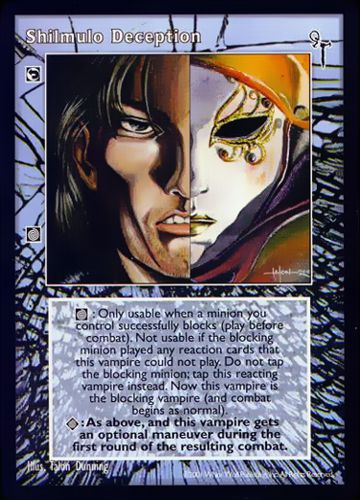 Shilmulo Deception
: Only usable when a minion you
control successfully blocks (play before
combat). Not usable if the blocking
minion played any reaction cards that
this vampire could not play. Do not tap
the blocking minion; tap this reacting
vampire instead. Now this vampire is
the blocking vampire (and combat
begins as normal).
: As above, and this vampire gets
an optional maneuver during the
first round of the resulting combat.
Illus. Talon Dunning